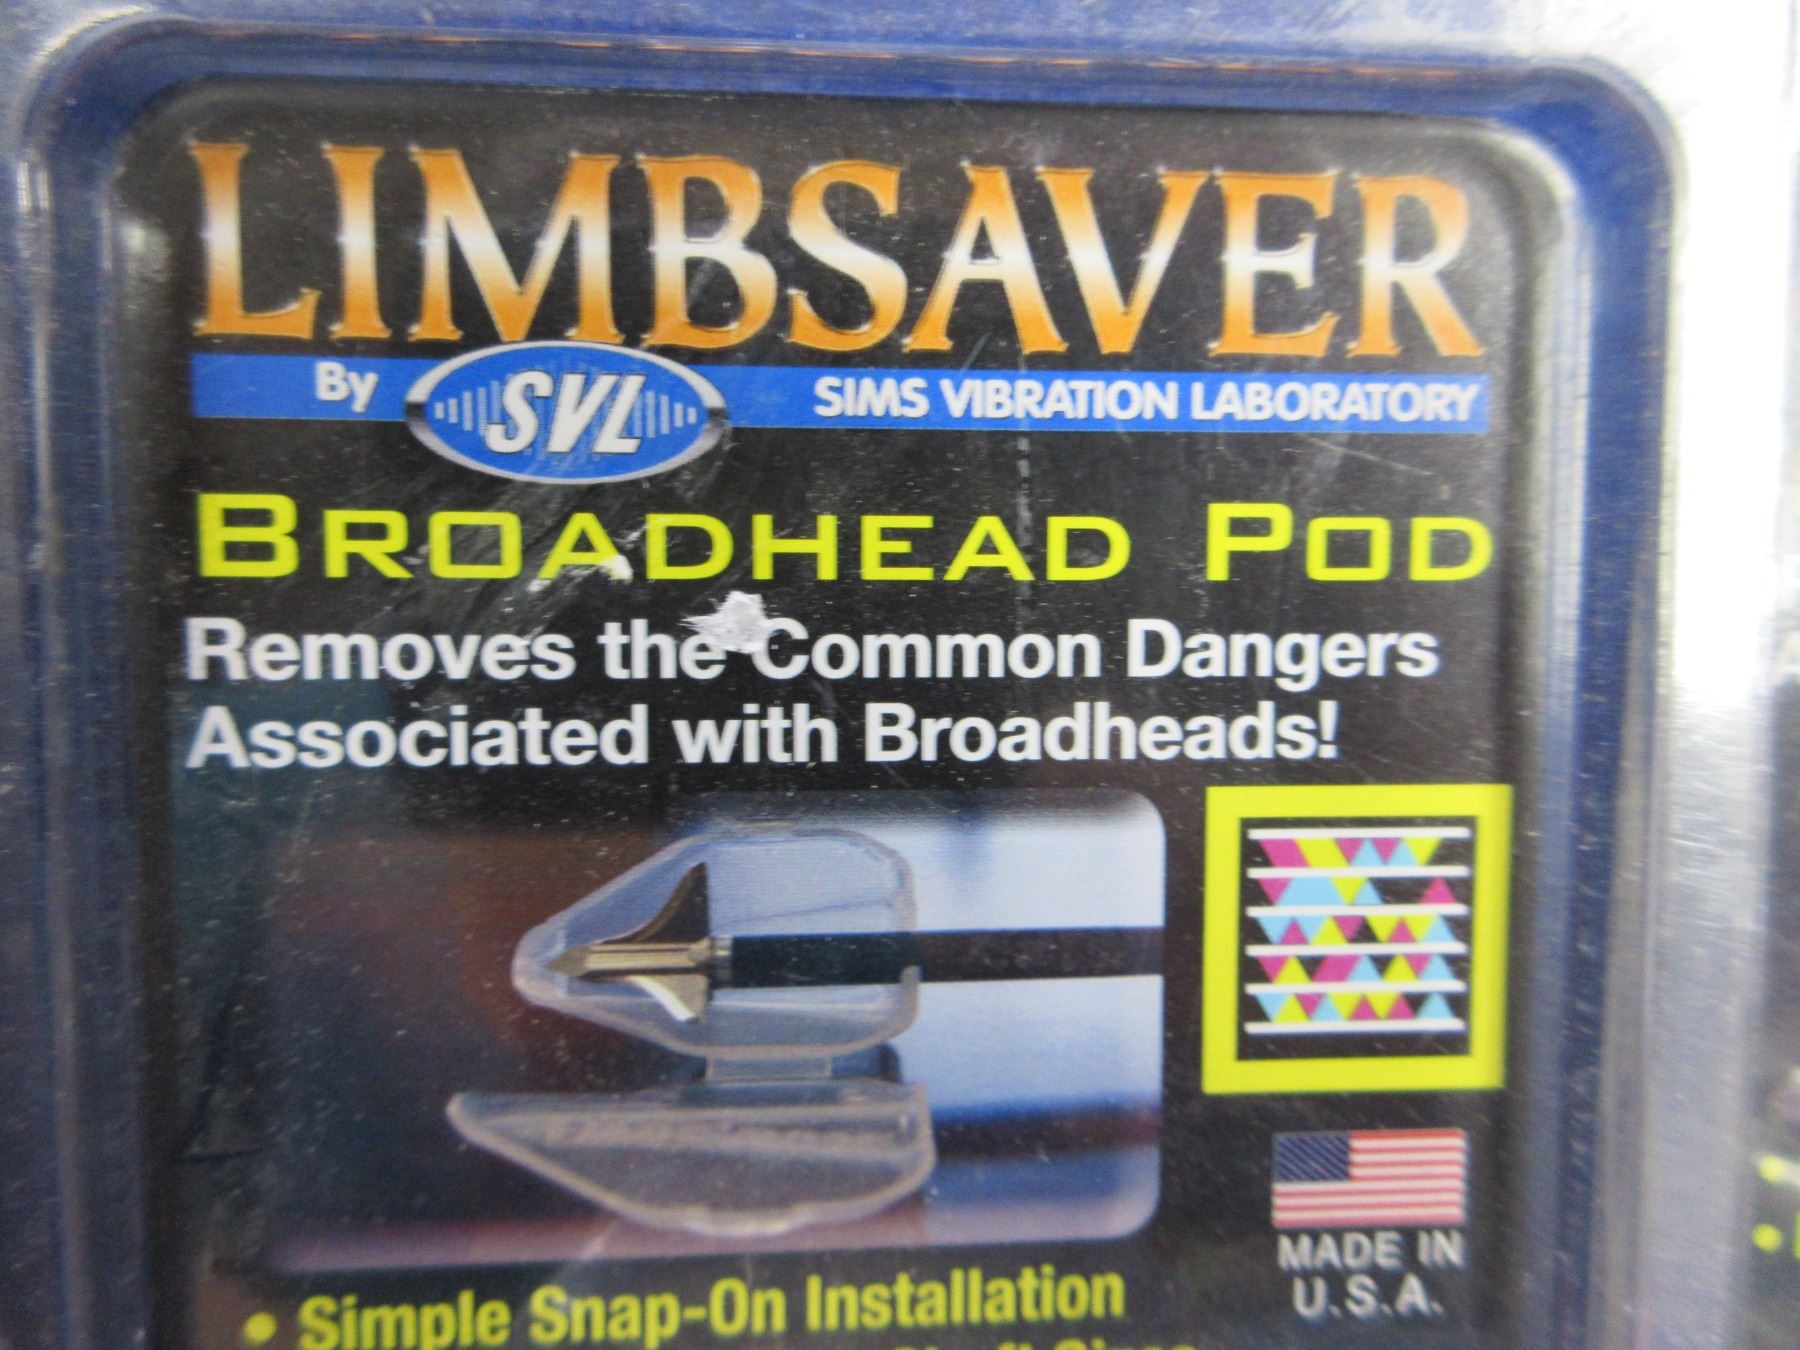 LIMBSAVER
By SVL SIMS VIBRATION LABORATORY
BROADHEAD POD
Removes the Common Dangers
Associated with Broadheads!
MADE IN
U.S.A.
• Simple Snap-On Installation